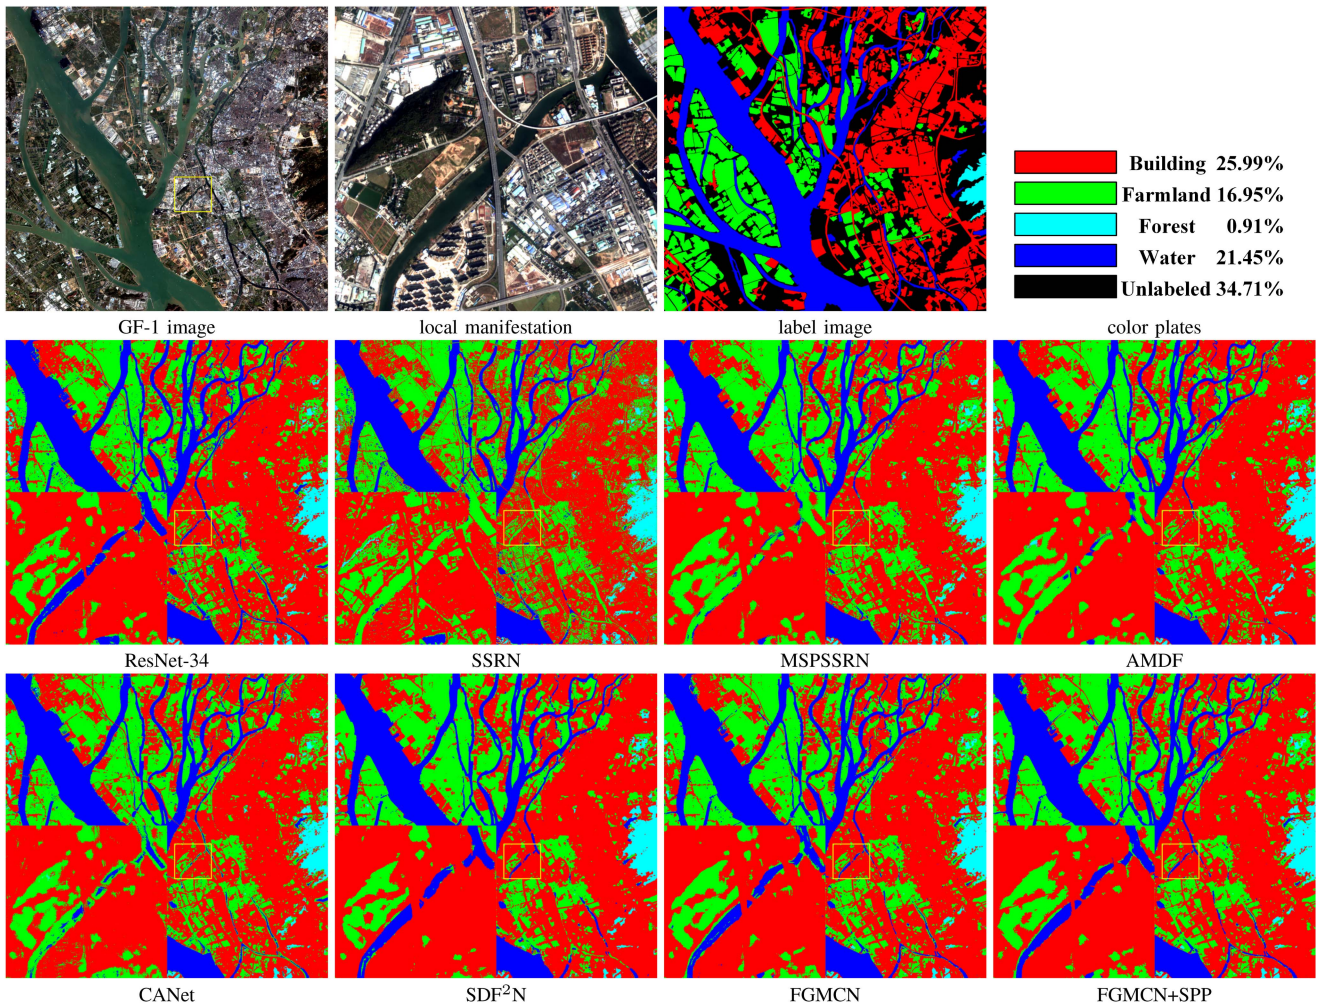 Building 25.99%
Farmland 16.95%
Forest 0.91%
Water 21.45%
Unlabeled 34.71%
GF-1 image
local manifestation
label image
color plates
ResNet-34
SSRN
MSPSSRN
AMDF
CANet
SDF²N
FGMCN
FGMCN+SPP